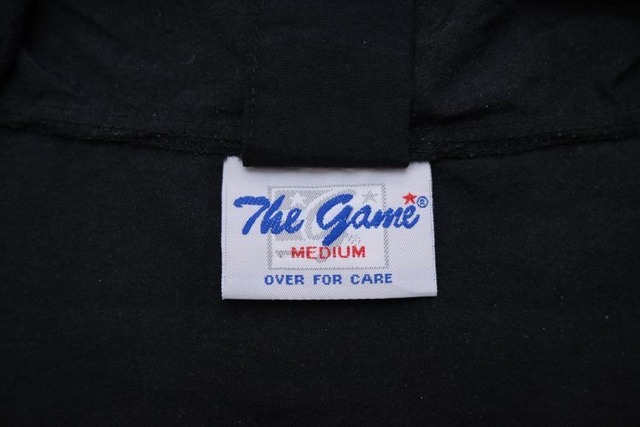 The Game®
MEDIUM
OVER FOR CARE